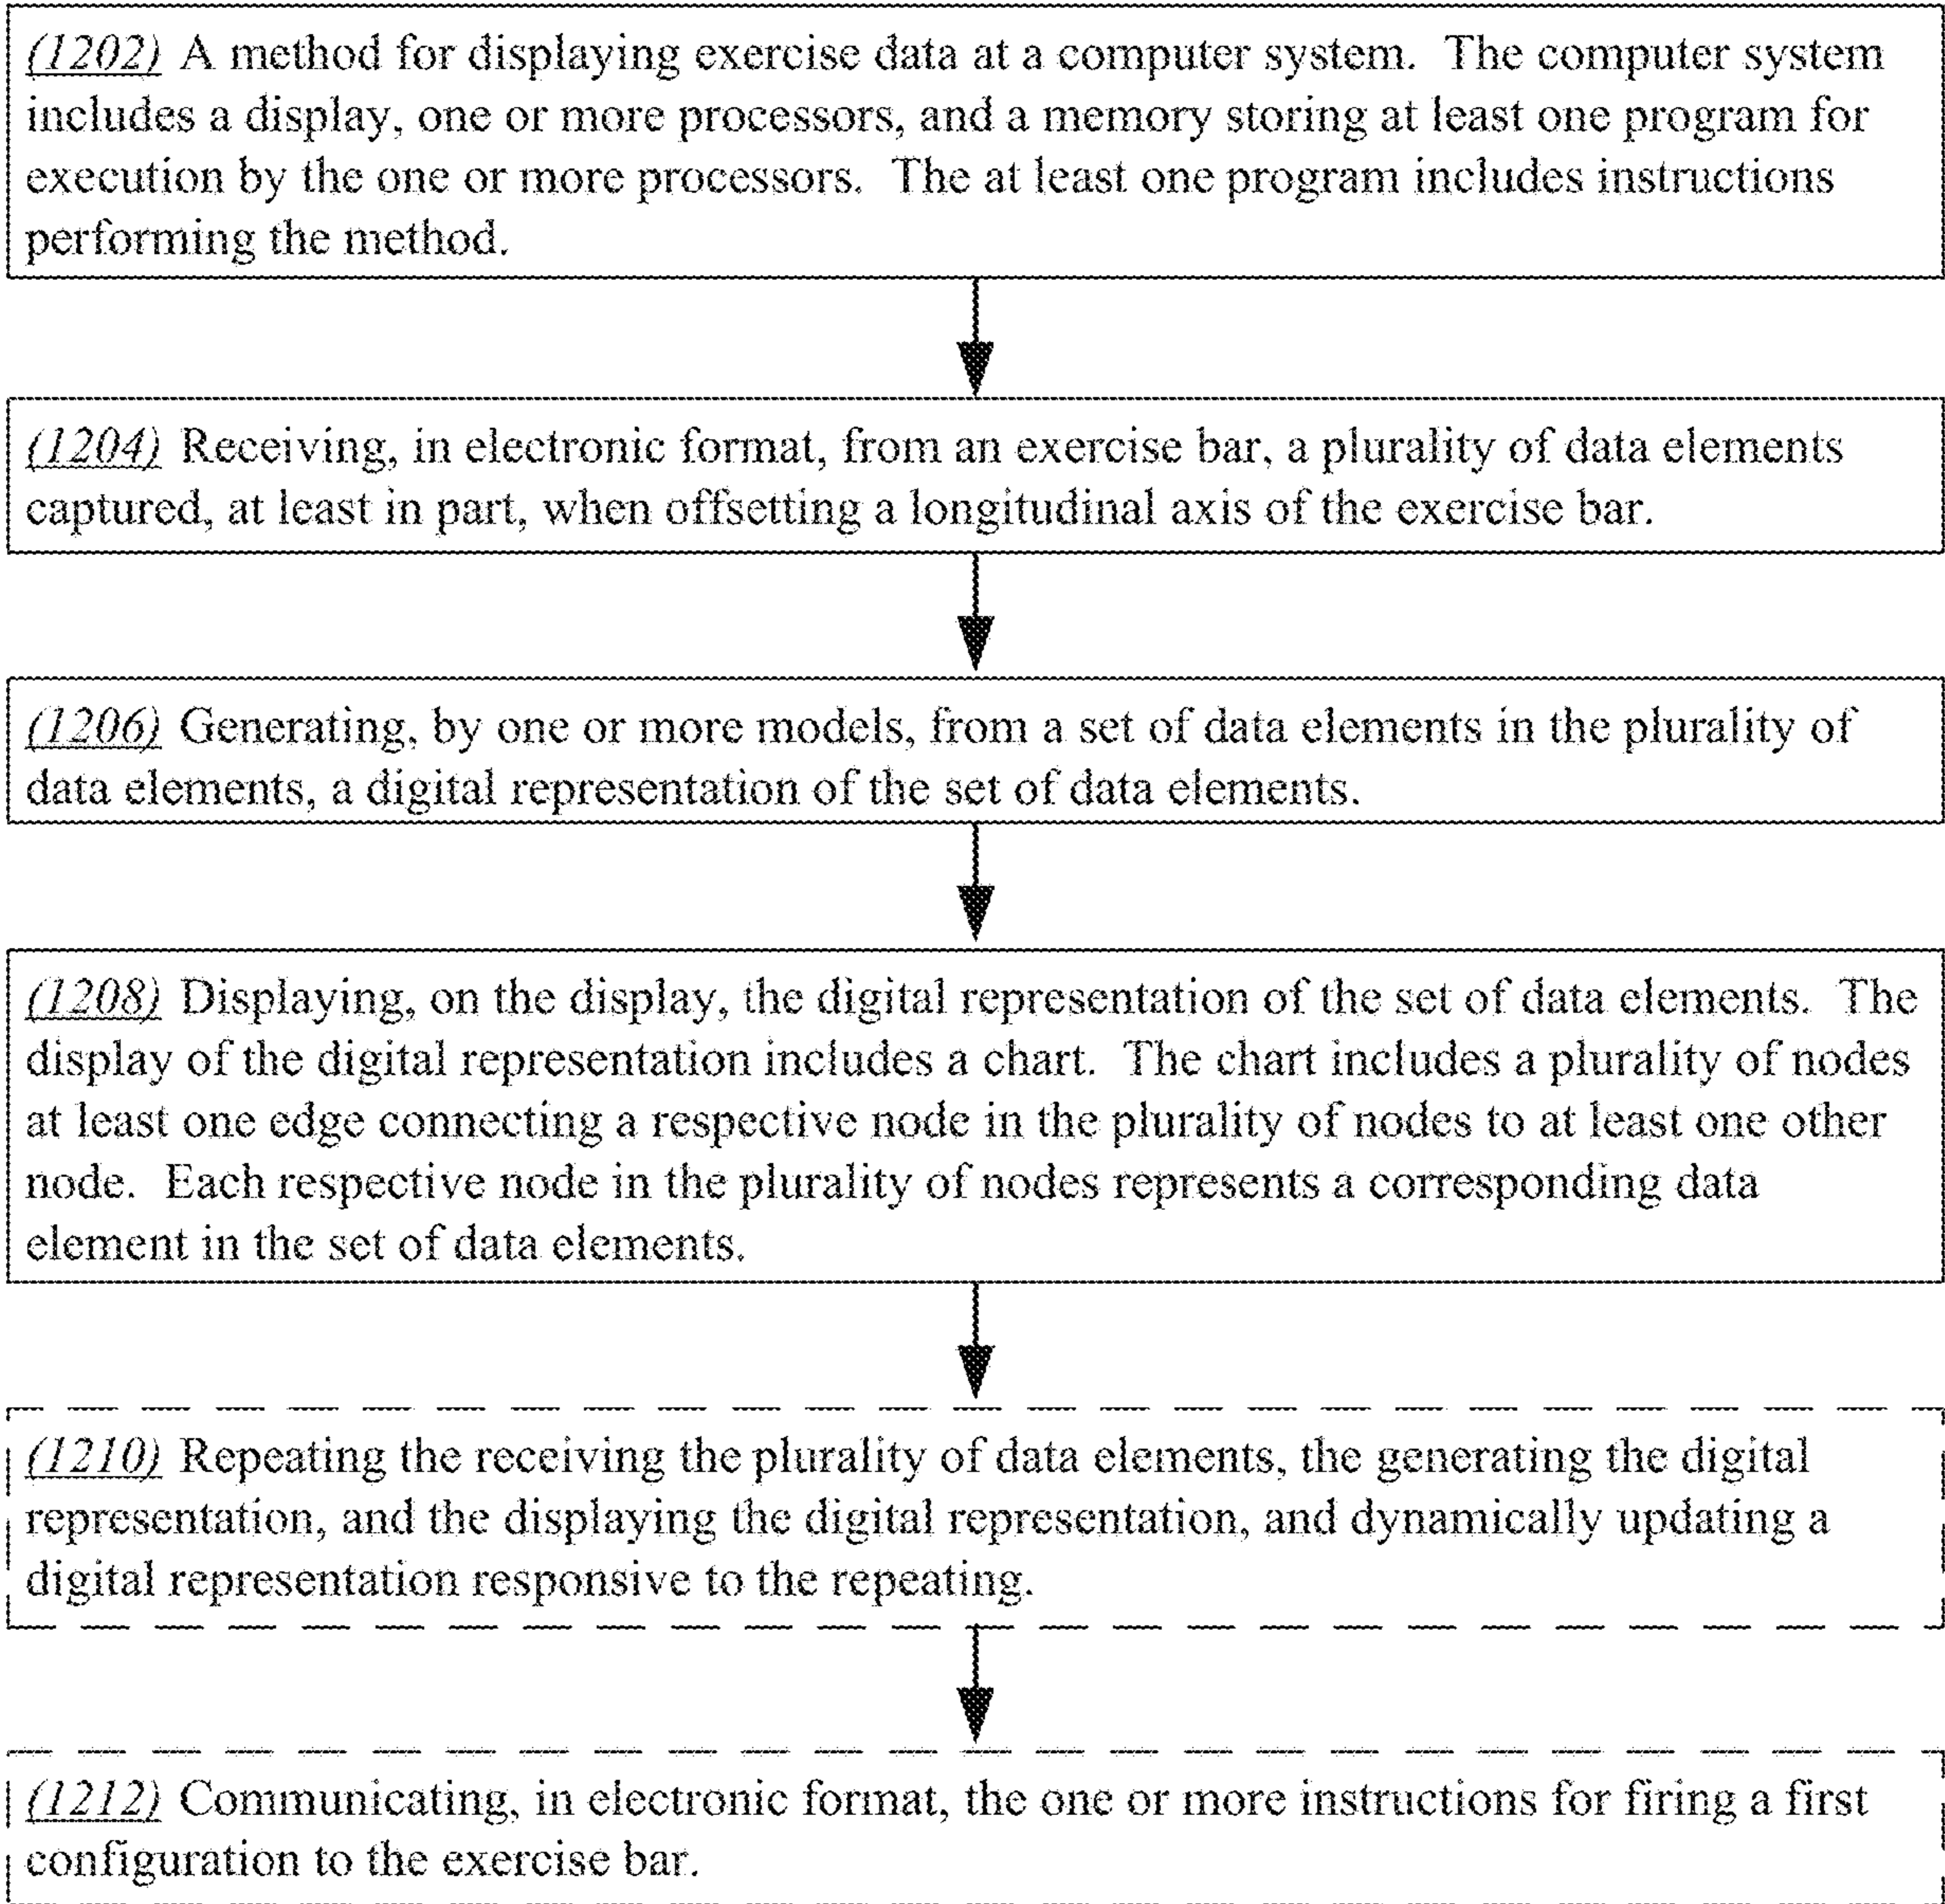 (1202) A method for displaying exercise data at a computer system. The computer system
includes a display, one or more processors, and a memory storing at least one program for
execution by the one or more processors. The at least one program includes instructions
performing the method.
(1204) Receiving, in electronic format, from an exercise bar, a plurality of data elements
captured, at least in part, when offsetting a longitudinal axis of the exercise bar.
(1206) Generating, by one or more models, from a set of data elements in the plurality of
data elements, a digital representation of the set of data elements.
(1208) Displaying, on the display, the digital representation of the set of data elements. The
display of the digital representation includes a chart. The chart includes a plurality of nodes
at least one edge connecting a respective node in the plurality of nodes to at least one other
node. Each respective node in the plurality of nodes represents a corresponding data
element in the set of data elements.
(1210) Repeating the receiving the plurality of data elements, the generating the digital
representation, and the displaying the digital representation, and dynamically updating a
digital representation responsive to the repeating.
(1212) Communicating, in electronic format, the one or more instructions for firing a first
configuration to the exercise bar.